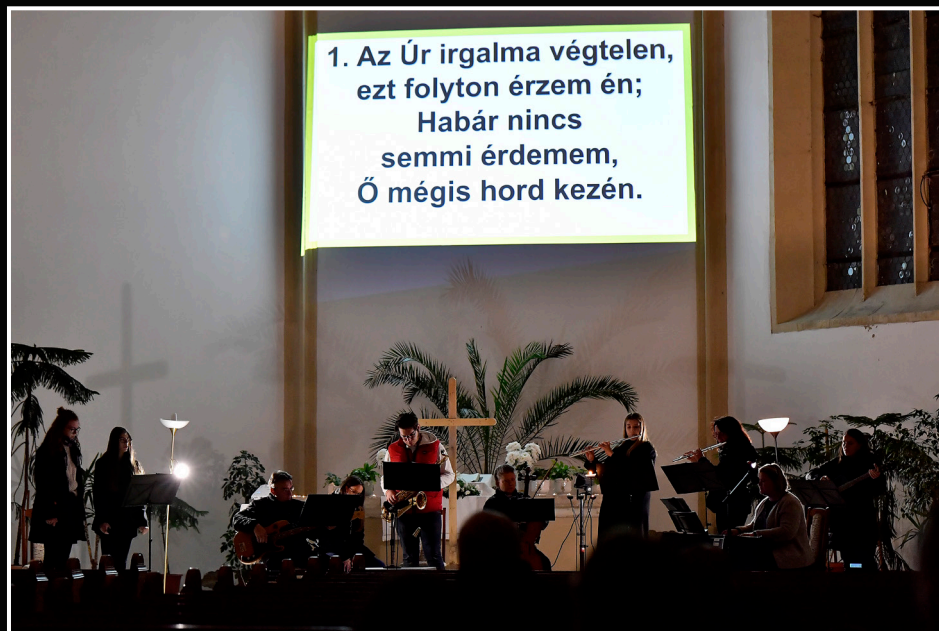 1. Az Úr irgalma végtelen,
ezt folyton érzem én;
Habár nincs
semmi érdemem,
Ő mégis hord kezén.